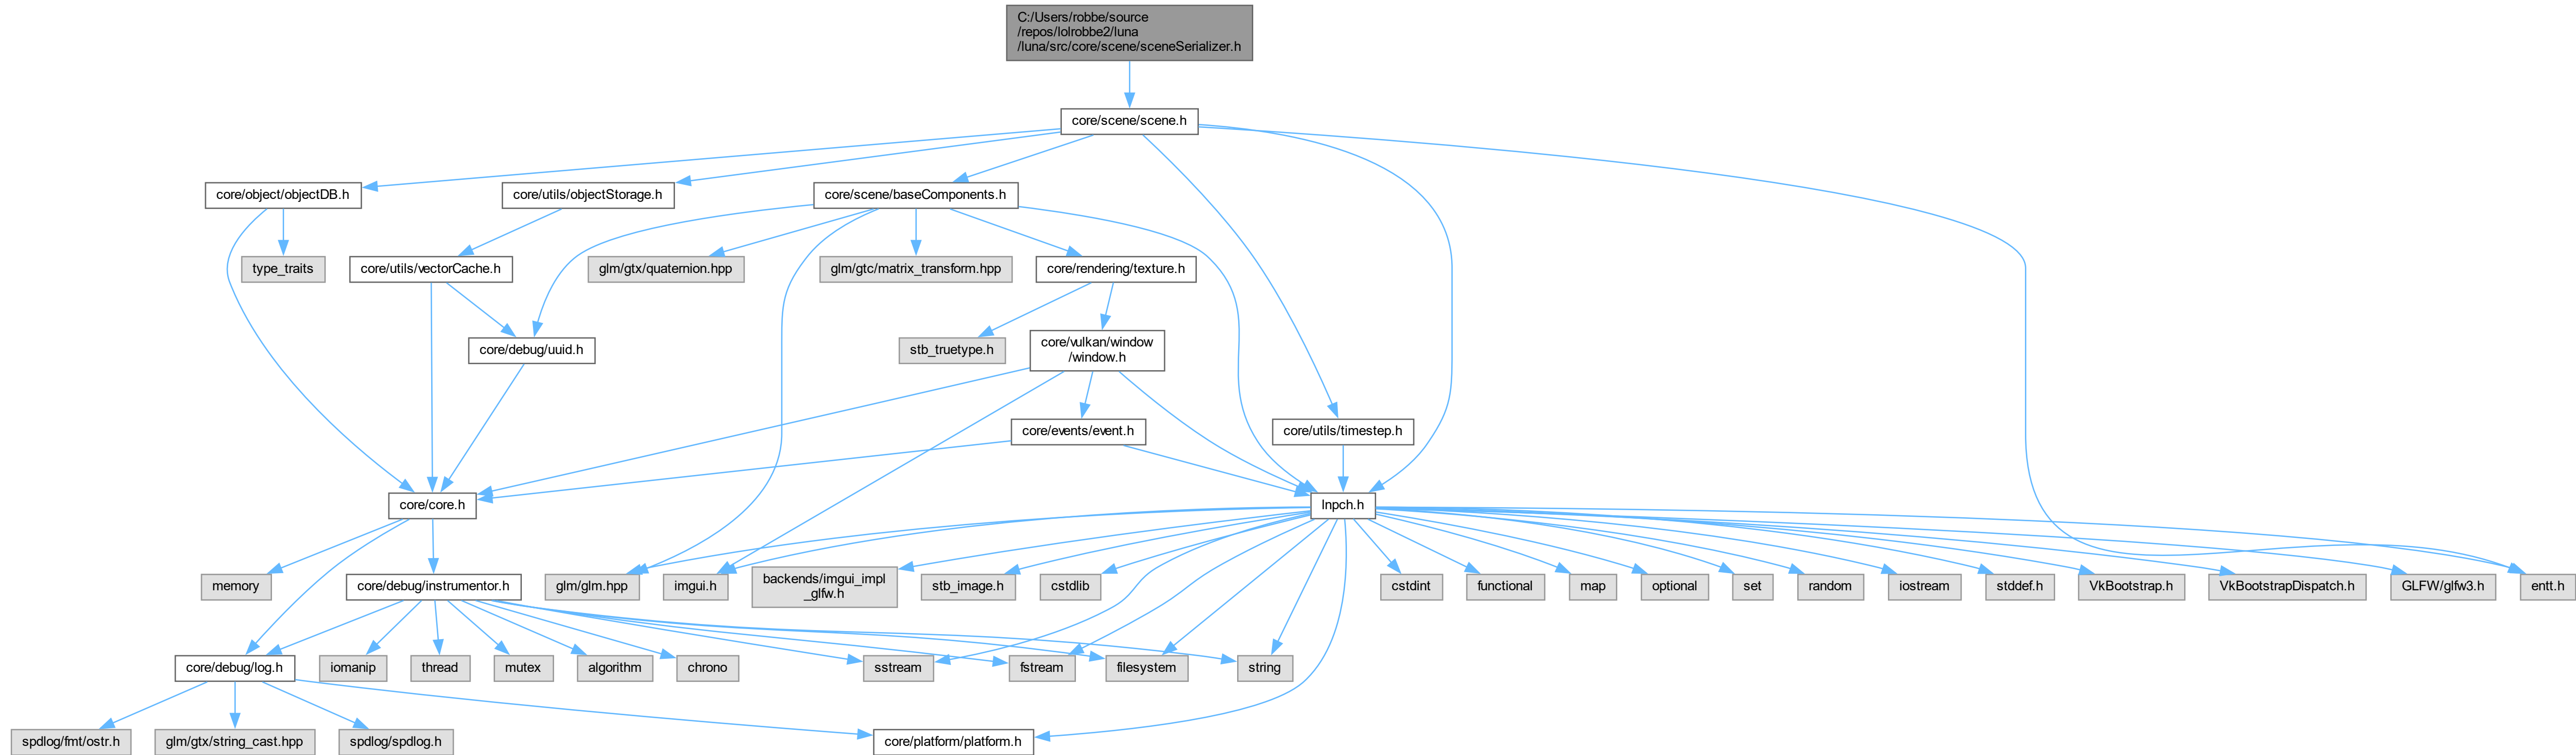 C:/Users/robbe/source
/repos/lolrobbe2/luna
/luna/src/core/scene/sceneSerializer.h
core/scene/scene.h
core/object/objectDB.h
core/utils/objectStorage.h
core/scene/baseComponents.h
type_traits
core/utils/vectorCache.h
glm/gtx/quaternion.hpp
glm/gtc/matrix_transform.hpp
core/rendering/texture.h
core/debug/uuid.h
stb_truetype.h
core/vulkan/window
/window.h
core/events/event.h
core/utils/timestep.h
core/core.h
lnpch.h
memory
core/debug/instrumentor.h
glm/glm.hpp
imgui.h
backends/imgui_impl
_glfw.h
stb_image.h
cstdlib
cstdint
functional
map
optional
set
random
iostream
stddef.h
VkBootstrap.h
VkBootstrapDispatch.h
GLFW/glfw3.h
entt.h
core/debug/log.h
iomanip
thread
mutex
algorithm
chrono
sstream
fstream
filesystem
string
spdlog/fmt/ostr.h
glm/gtx/string_cast.hpp
spdlog/spdlog.h
core/platform/platform.h